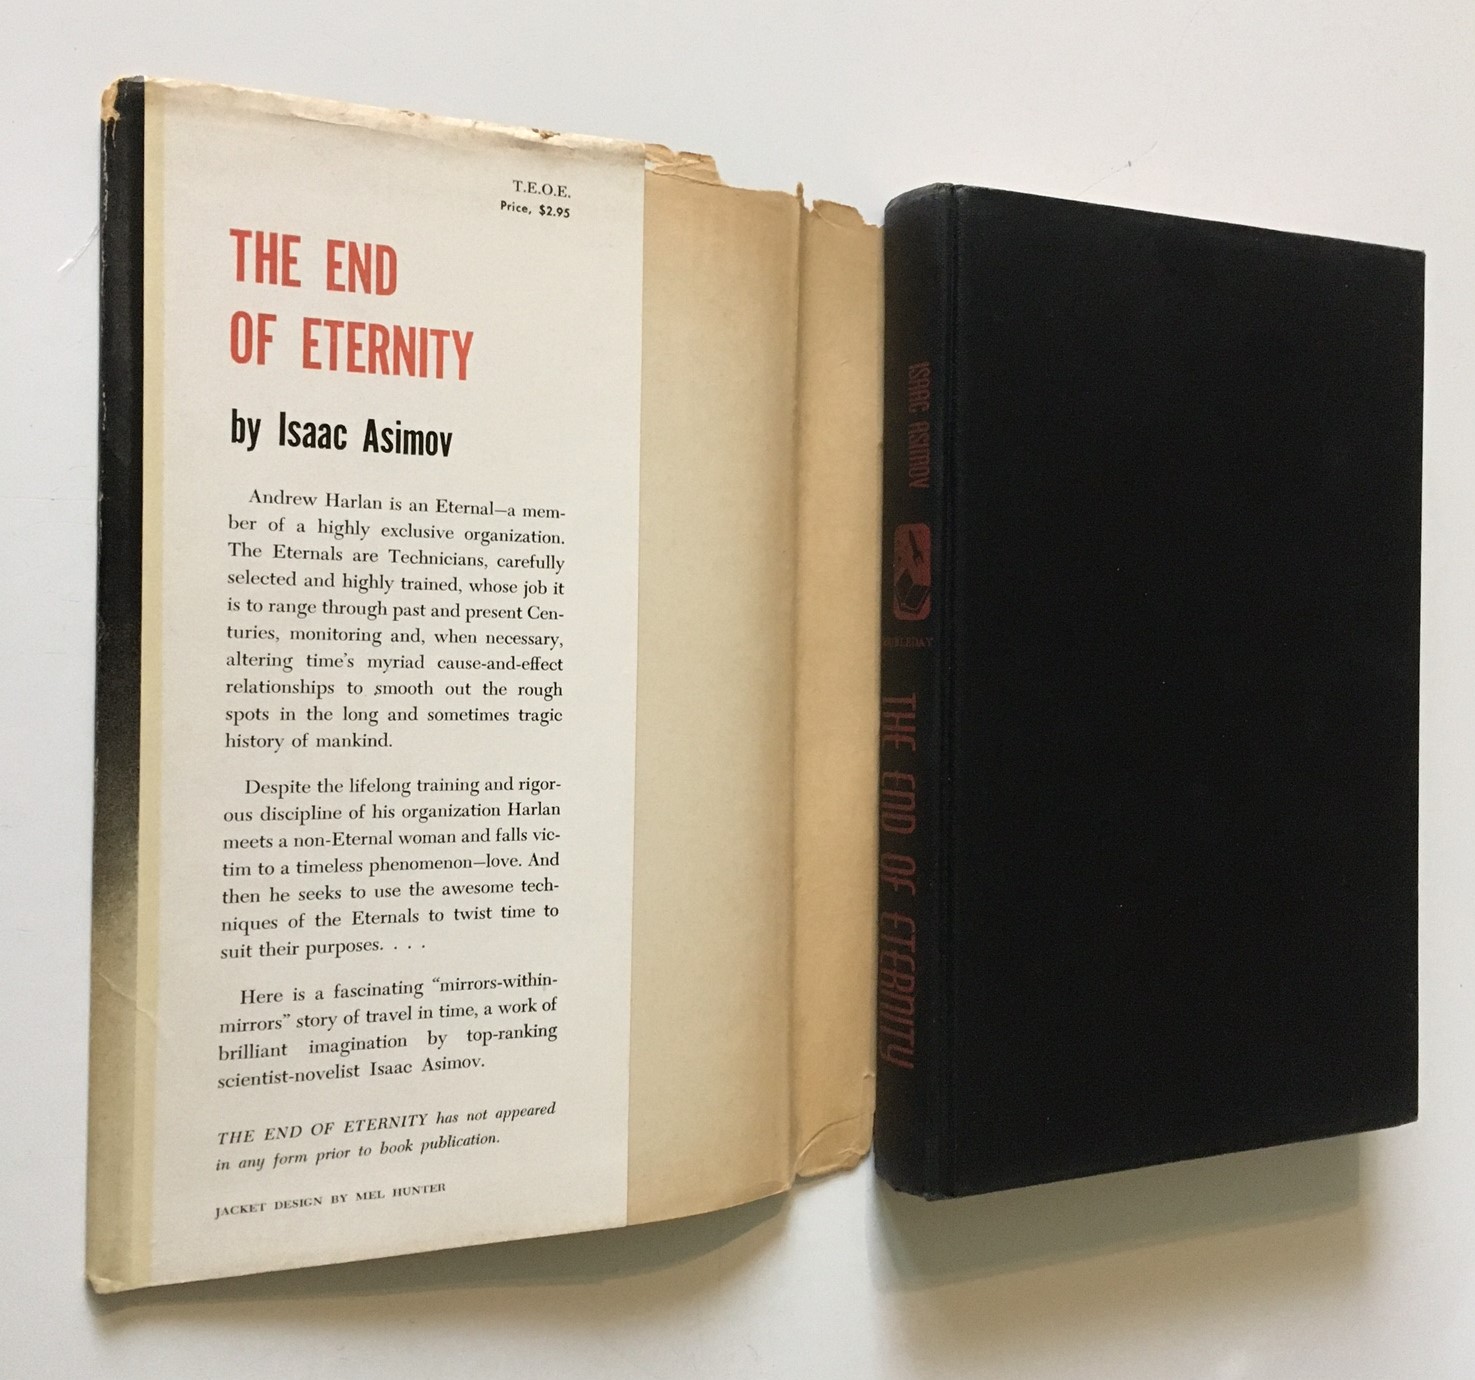 T.E.O.E.
Price, $2.95
THE END
OF ETERNITY
by Isaac Asimov
Andrew Harlan is an Eternal—a mem-
ber of a highly exclusive organization.
The Eternals are Technicians, carefully
selected and highly trained, whose job it
is to range through past and present Cen-
turies, monitoring and, when necessary,
altering time's myriad cause-and-effect
relationships to smooth out the rough
spots in the long and sometimes tragic
history of mankind.
Despite the lifelong training and rigor-
ous discipline of his organization Harlan
meets a non-Eternal woman and falls vic-
tim to a timeless phenomenon—love. And
then he seeks to use the awesome tech-
niques of the Eternals to twist time to
suit their purposes. . . .
Here is a fascinating “mirrors-within-
mirrors” story of travel in time, a work of
brilliant imagination by top-ranking
scientist-novelist Isaac Asimov.
THE END OF ETERNITY has not appeared
in any form prior to book publication.
JACKET DESIGN BY MEL HUNTER
ISAAC ASIMOV
DOUBLEDAY
THE END OF ETERNITY